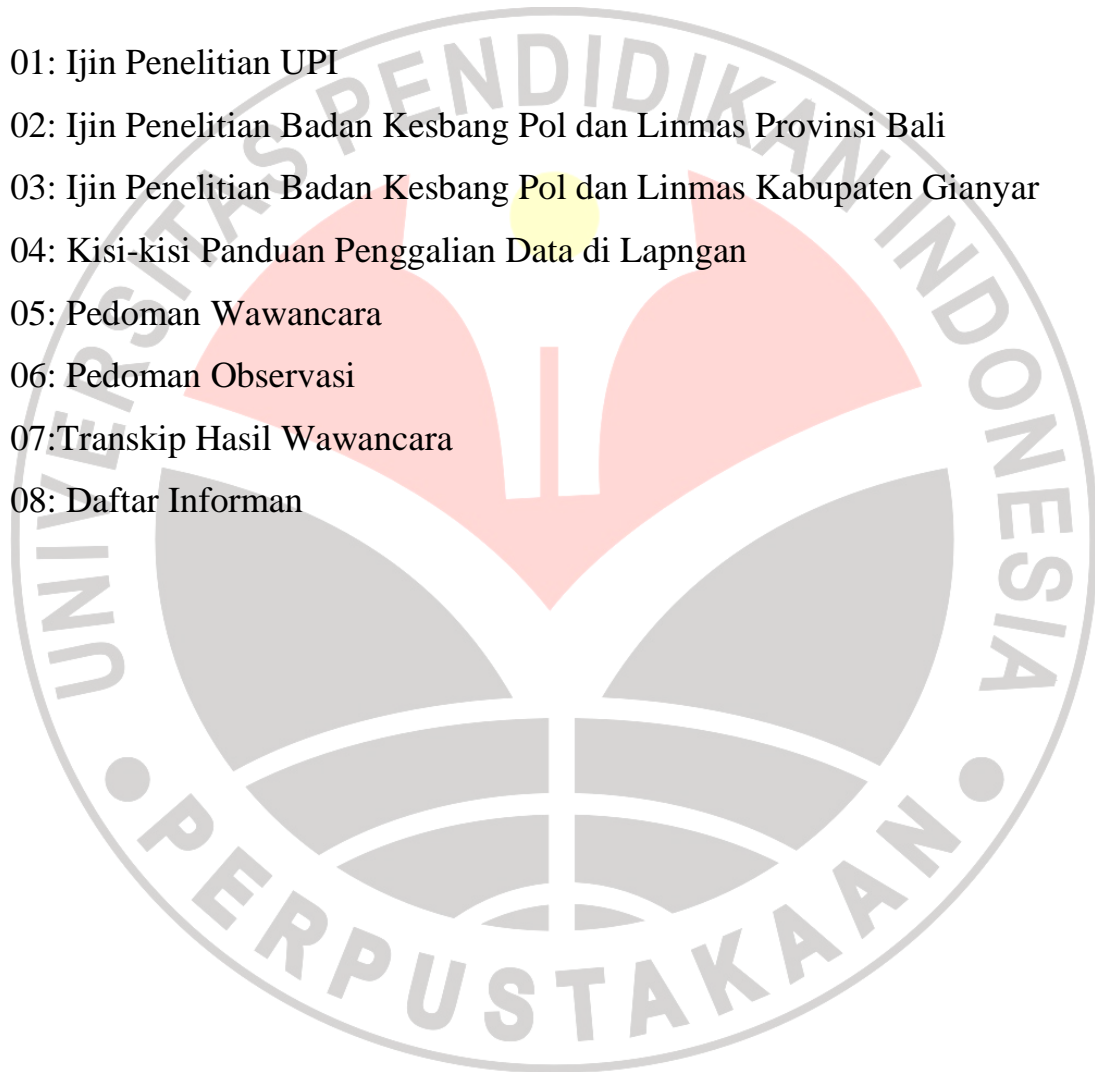 01: Ijin Penelitian UPI
02: Ijin Penelitian Badan Kesbang Pol dan Linmas Provinsi Bali
03: Ijin Penelitian Badan Kesbang Pol dan Linmas Kabupaten Gianyar
04: Kisi-kisi Panduan Penggalian Data di Lapngan
05: Pedoman Wawancara
06: Pedoman Observasi
07:Transkip Hasil Wawancara
08: Daftar Informan
UNIVERSITAS PENDIDIKAN INDONESIA
PERPUSTAKAAN